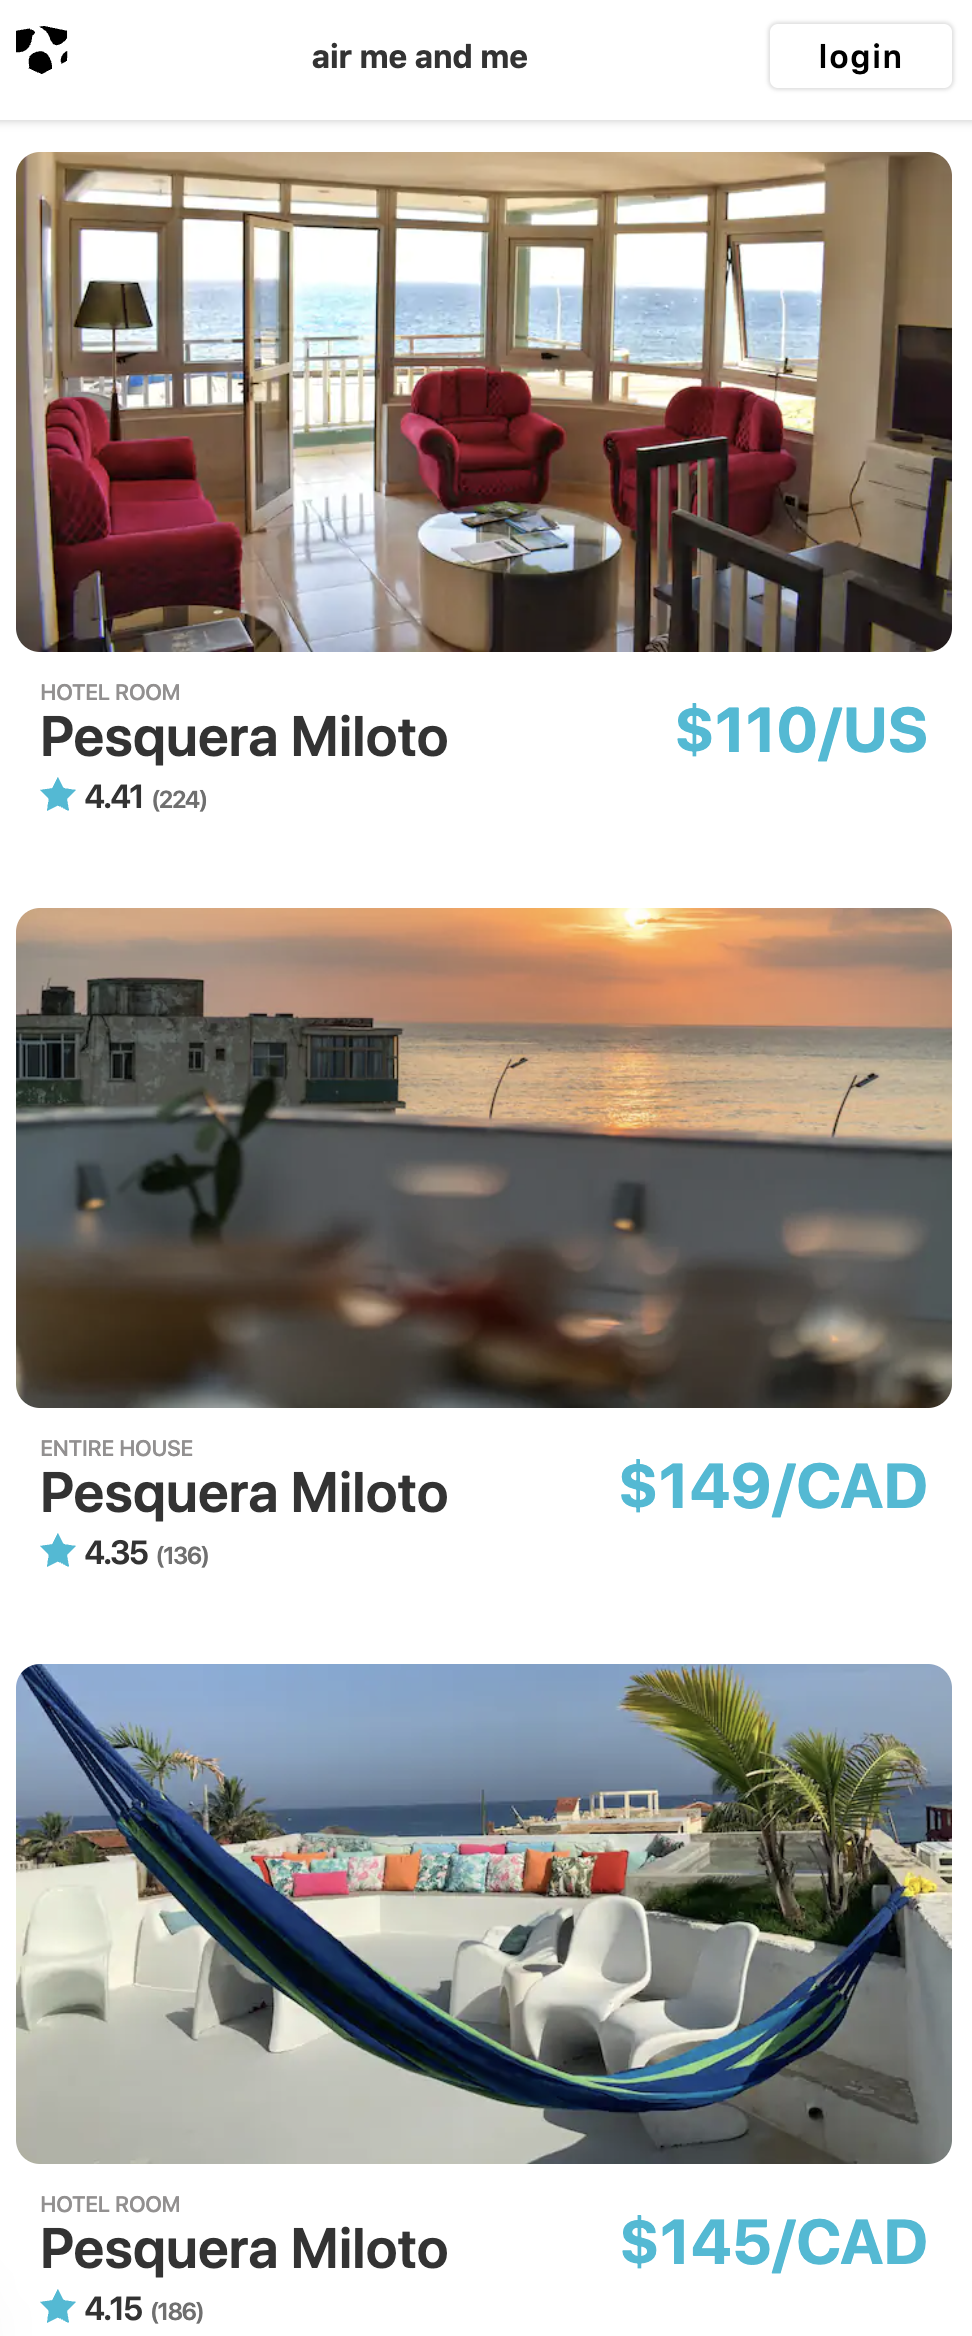 air me and me
login
HOTEL ROOM
Pesquera Miloto
$110/US
4.41 (224)
ENTIRE HOUSE
Pesquera Miloto
$149/CAD
4.35 (136)
HOTEL ROOM
Pesquera Miloto
$145/CAD
4.15 (186)